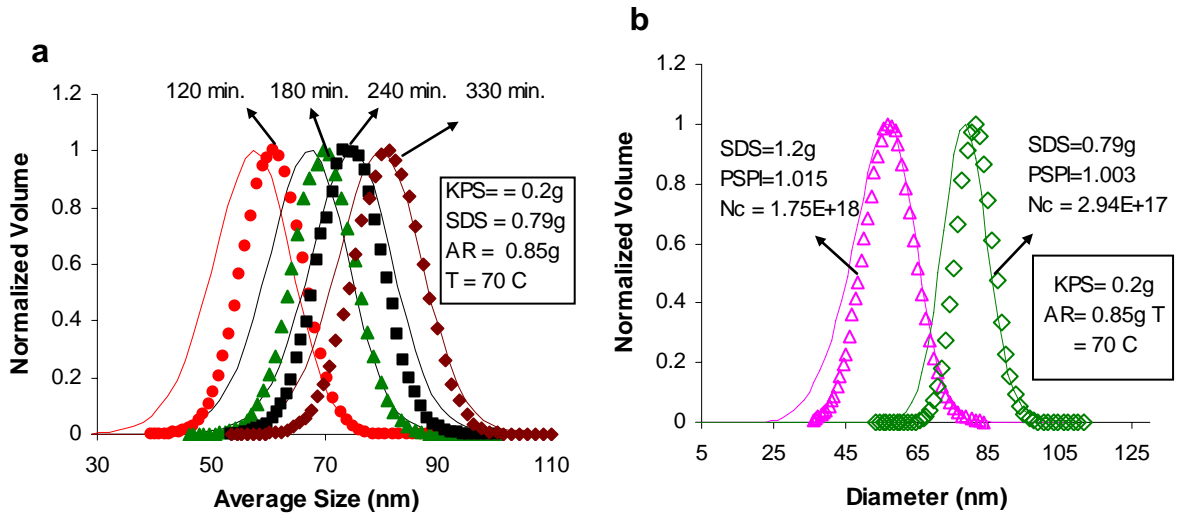 a
120 min.
180 min.
240 min.
330 min.
1.2
1
0.8
0.6
0.4
0.2
0
Normalized Volume
KPS= = 0.2g
SDS = 0.79g
AR = 0.85g
T = 70 C
30
50
70
90
110
Average Size (nm)
b
1.2
1
0.8
0.6
0.4
0.2
0
Normalized Volume
SDS=1.2g
PSPI=1.015
Nc = 1.75E+18
SDS=0.79g
PSPI=1.003
Nc = 2.94E+17
KPS= 0.2g
AR= 0.85g T
= 70 C
5
25
45
65
85
105
125
Diameter (nm)